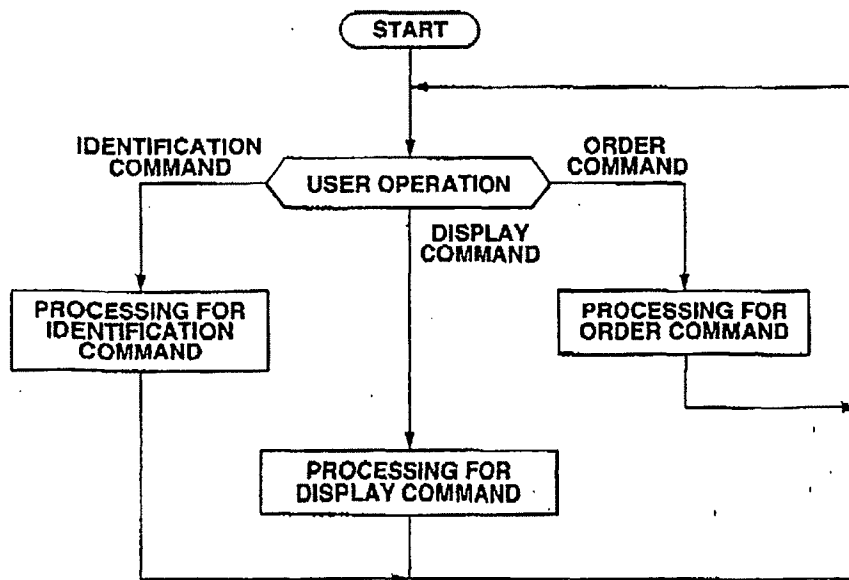 START
IDENTIFICATION
COMMAND
ORDER
COMMAND
USER OPERATION
DISPLAY
COMMAND
PROCESSING FOR
IDENTIFICATION
COMMAND
PROCESSING FOR
ORDER COMMAND
PROCESSING FOR
DISPLAY COMMAND